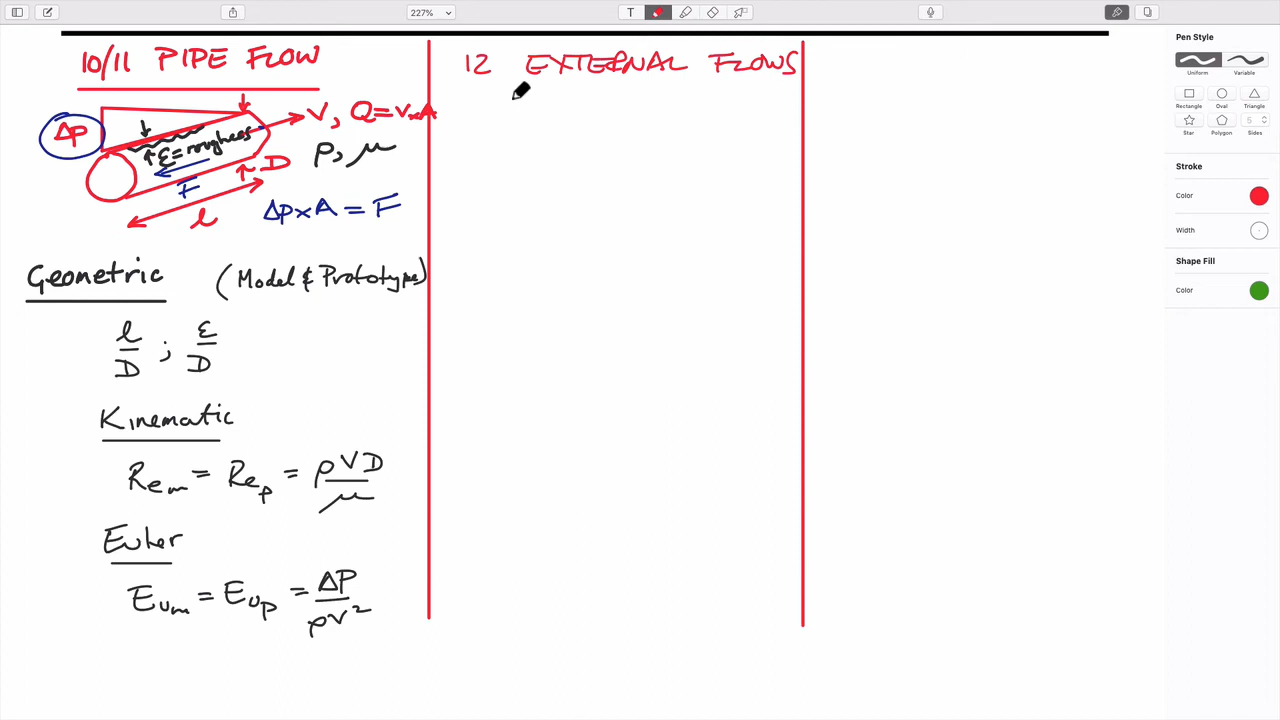 227%
T
10/11 PIPE FLOW
Δp
V, Q=V×A
ε=roughness
ρ, μ
D
F
l
Δp×A = F
Geometric (Model & Prototype)
l/D ; ε/D
Kinematic
Re_m = Re_p = ρVD/μ
Euler
Eu_m = Eu_p = ΔP/ρV²
12 EXTERNAL FLOWS
Pen Style
Uniform Variable
Rectangle Oval Triangle
5
Star Polygon Sides
Stroke
Color
Width
Shape Fill
Color